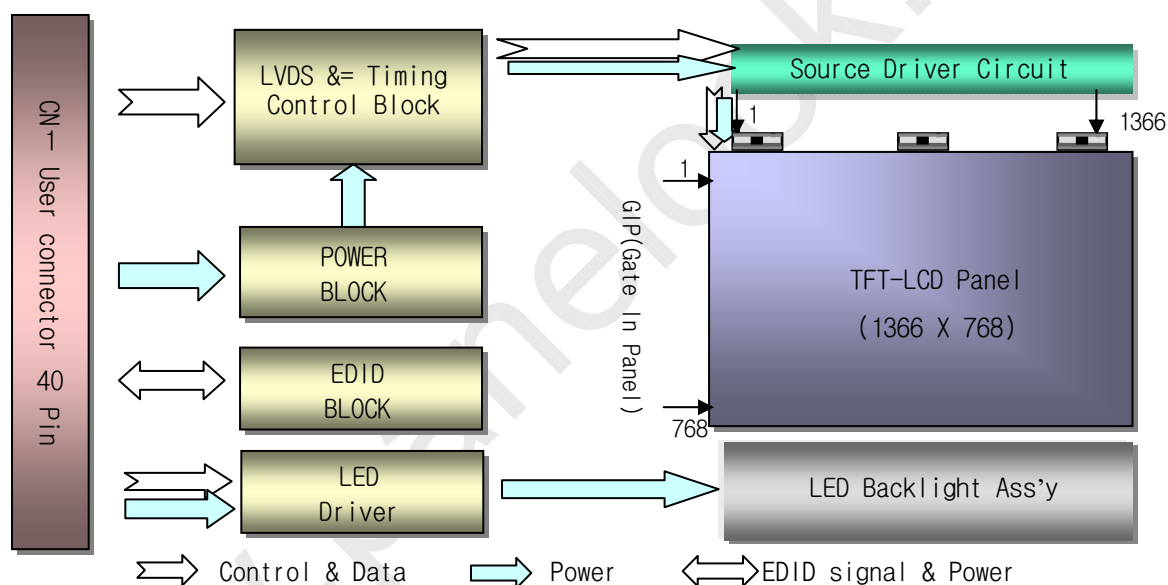 CN-1 User connector 40 Pin
LVDS &= Timing
Control Block
POWER
BLOCK
EDID
BLOCK
LED
Driver
Source Driver Circuit
1
1366
1
GIP(Gate In Panel)
768
TFT-LCD Panel
(1366 X 768)
LED Backlight Ass'y
Control & Data
Power
EDID signal & Power